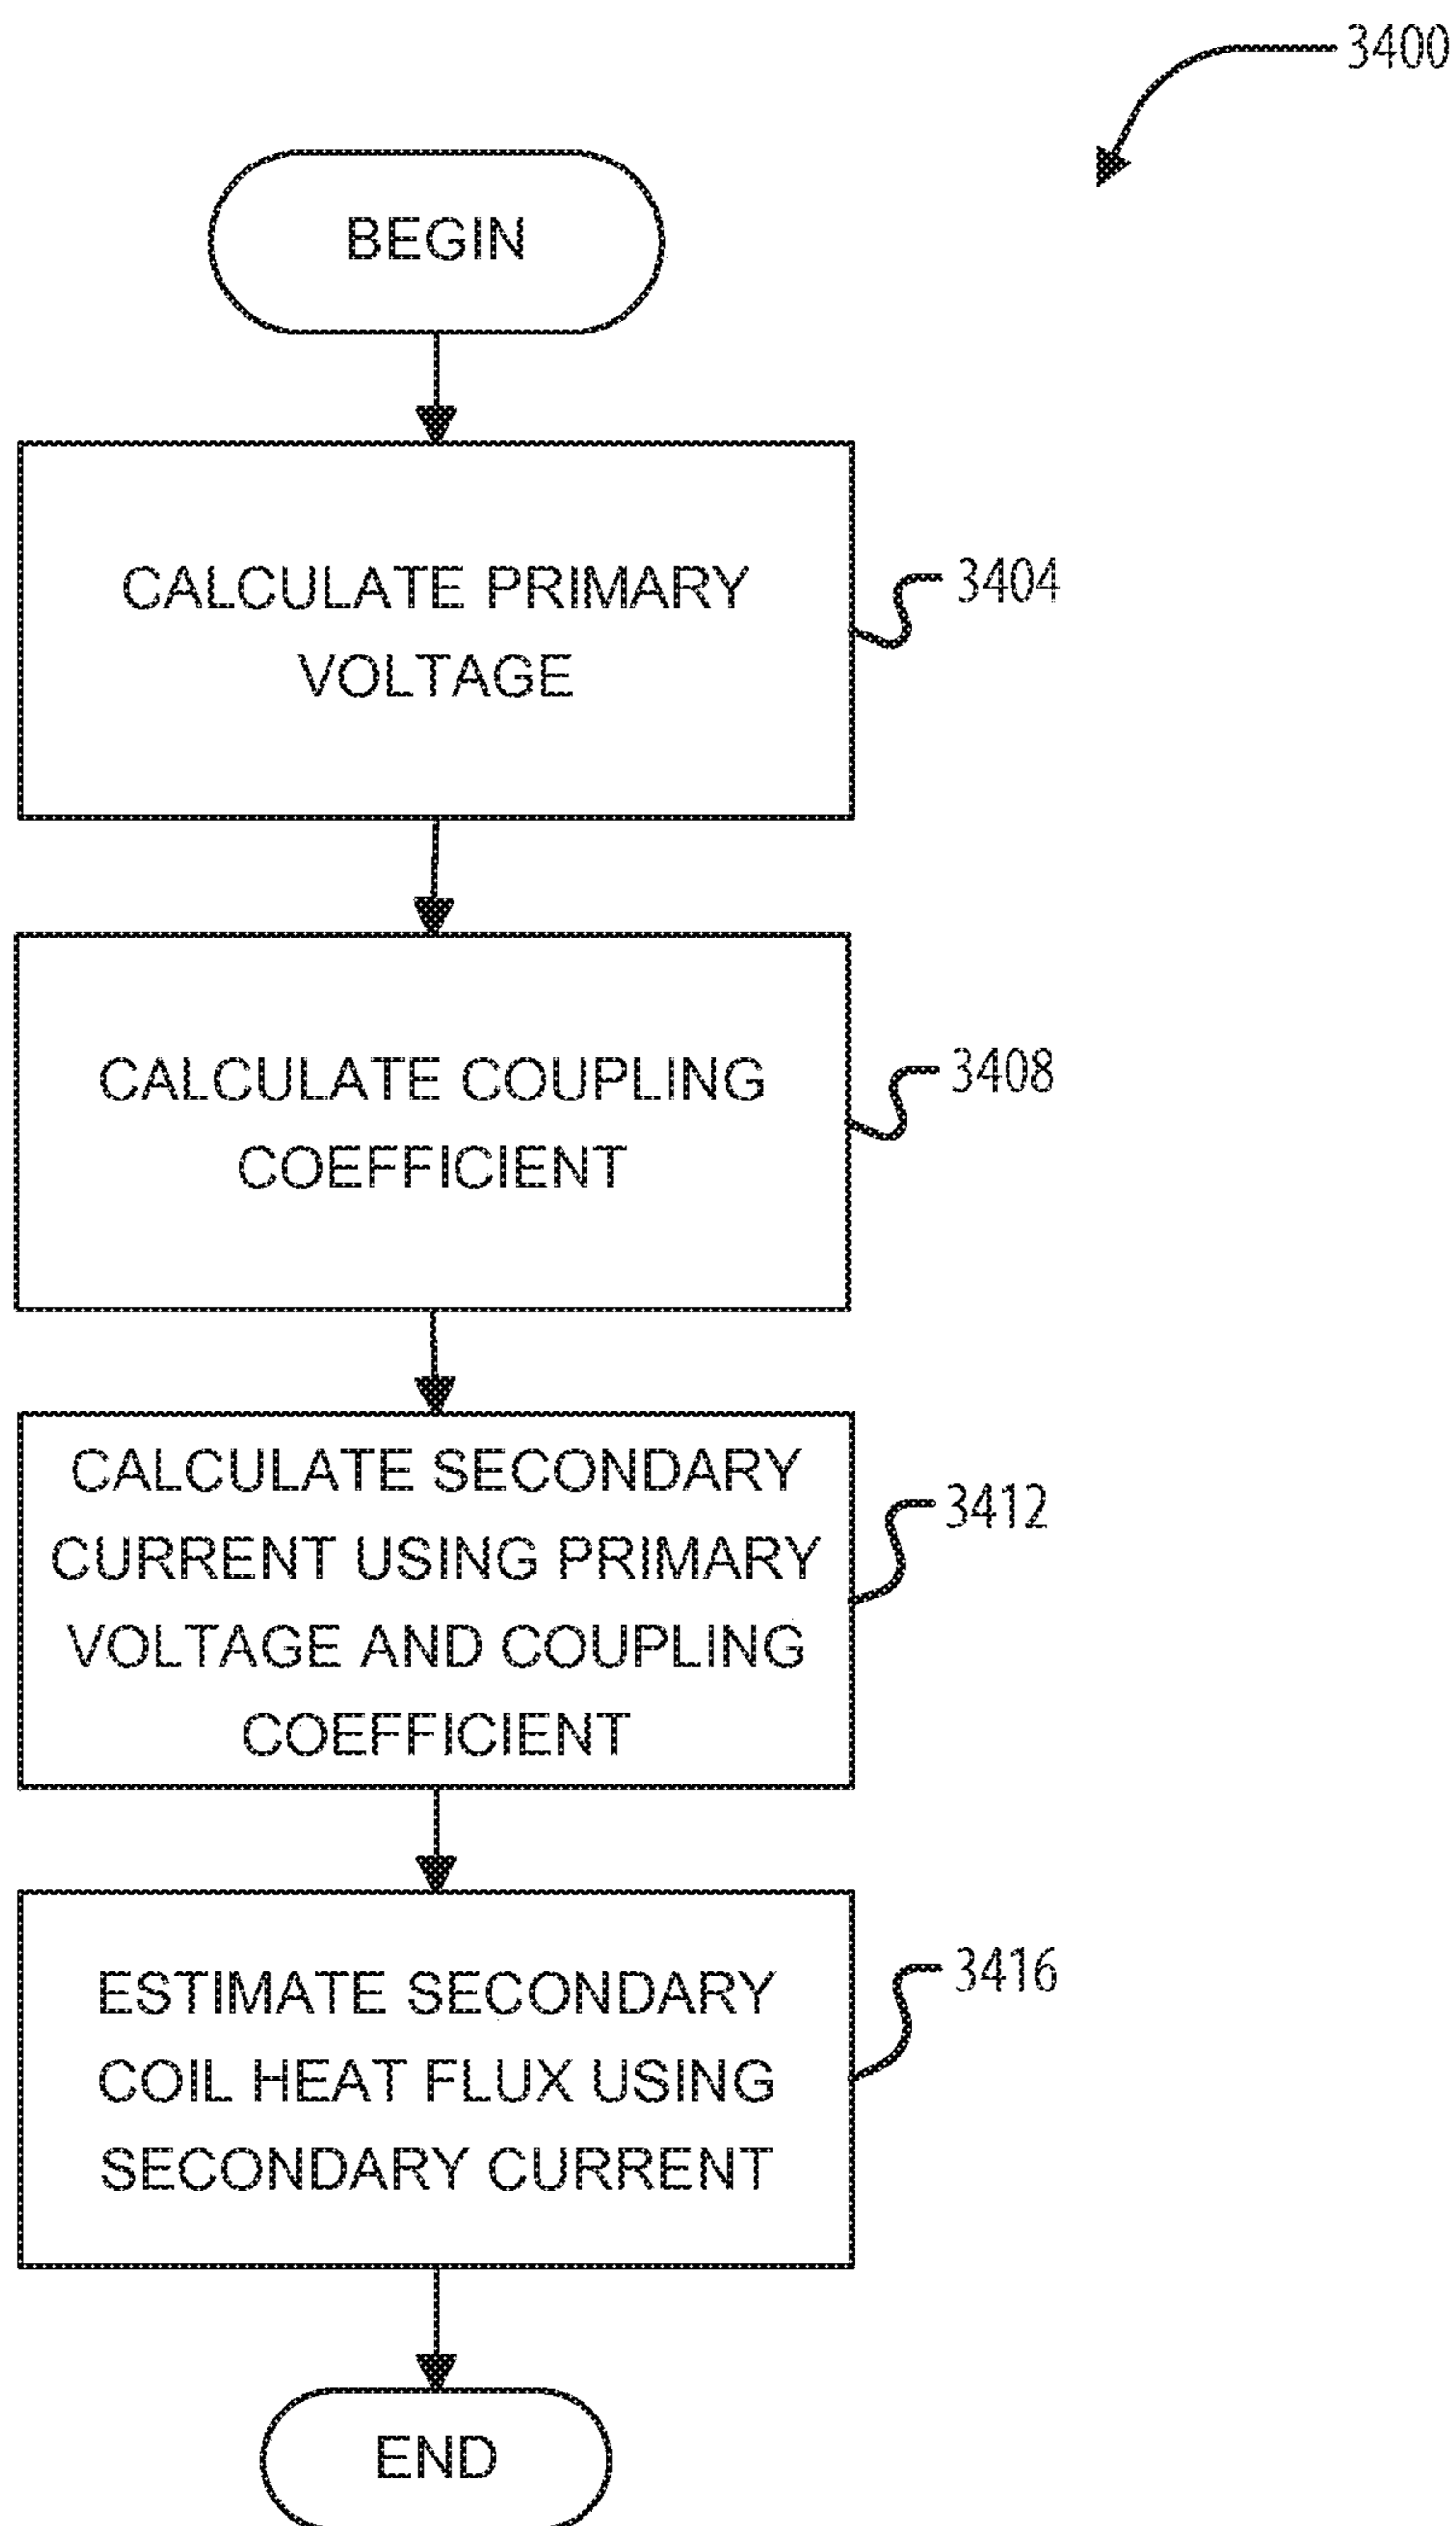 3400
BEGIN
CALCULATE PRIMARY
VOLTAGE
3404
CALCULATE COUPLING
COEFFICIENT
3408
CALCULATE SECONDARY
CURRENT USING PRIMARY
VOLTAGE AND COUPLING
COEFFICIENT
3412
ESTIMATE SECONDARY
COIL HEAT FLUX USING
SECONDARY CURRENT
3416
END